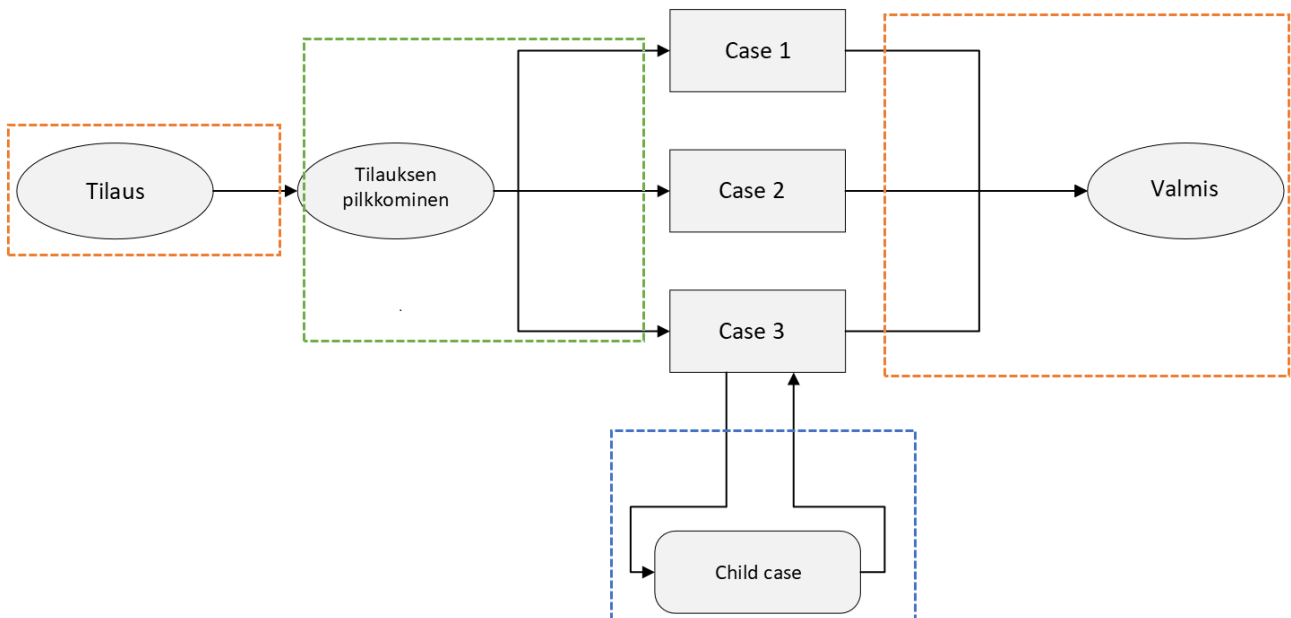 Case 1
Tilaus
Tilauksen
pilkkominen
Case 2
Valmis
Case 3
Child case